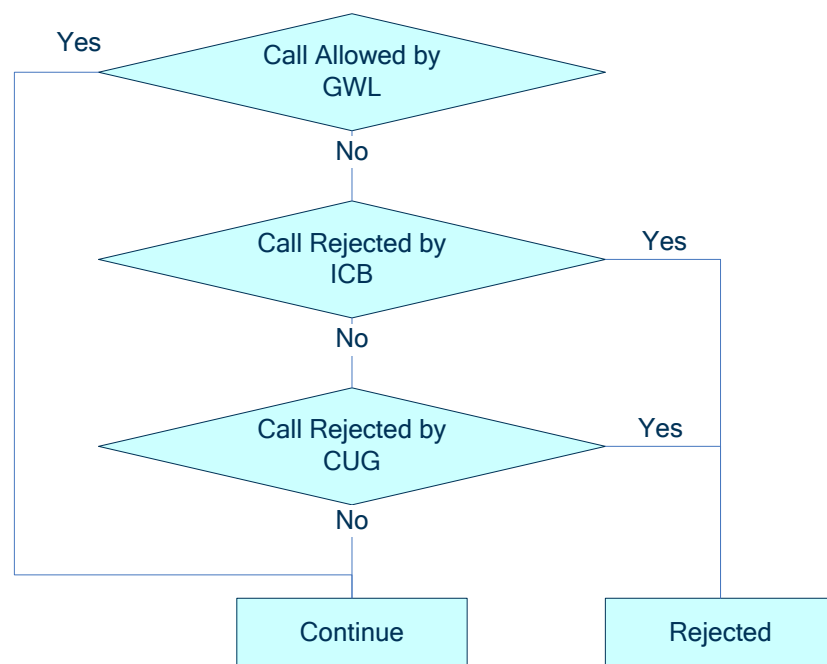 Yes
Call Allowed by
GWL
No
Call Rejected by
ICB
Yes
No
Call Rejected by
CUG
Yes
No
Continue
Rejected